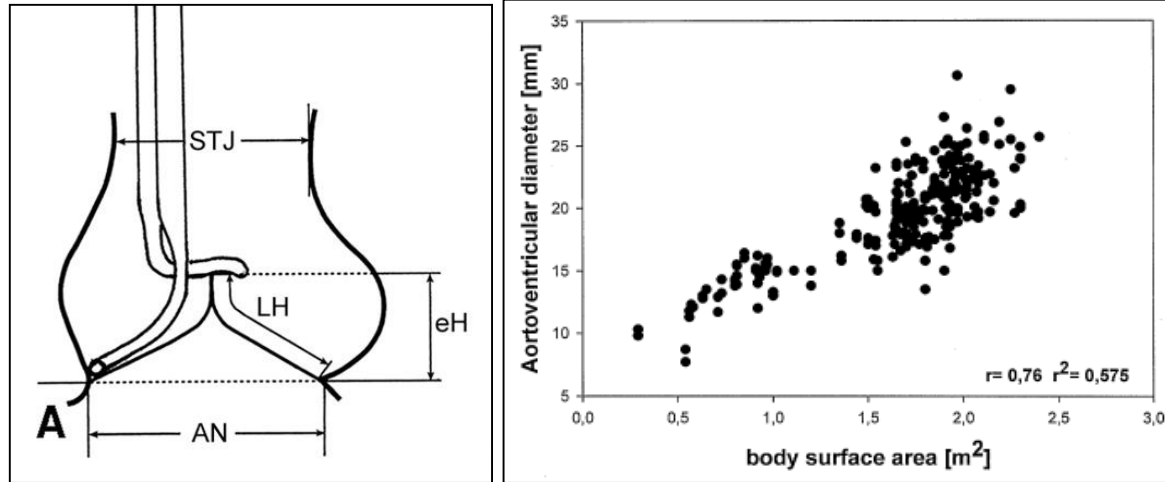 STJ
LH
eH
A
AN
Aortoventricular diameter [mm]
35
30
25
20
15
10
5
r= 0,76 r²= 0,575
0,0 0,5 1,0 1,5 2,0 2,5 3,0
body surface area [m²]